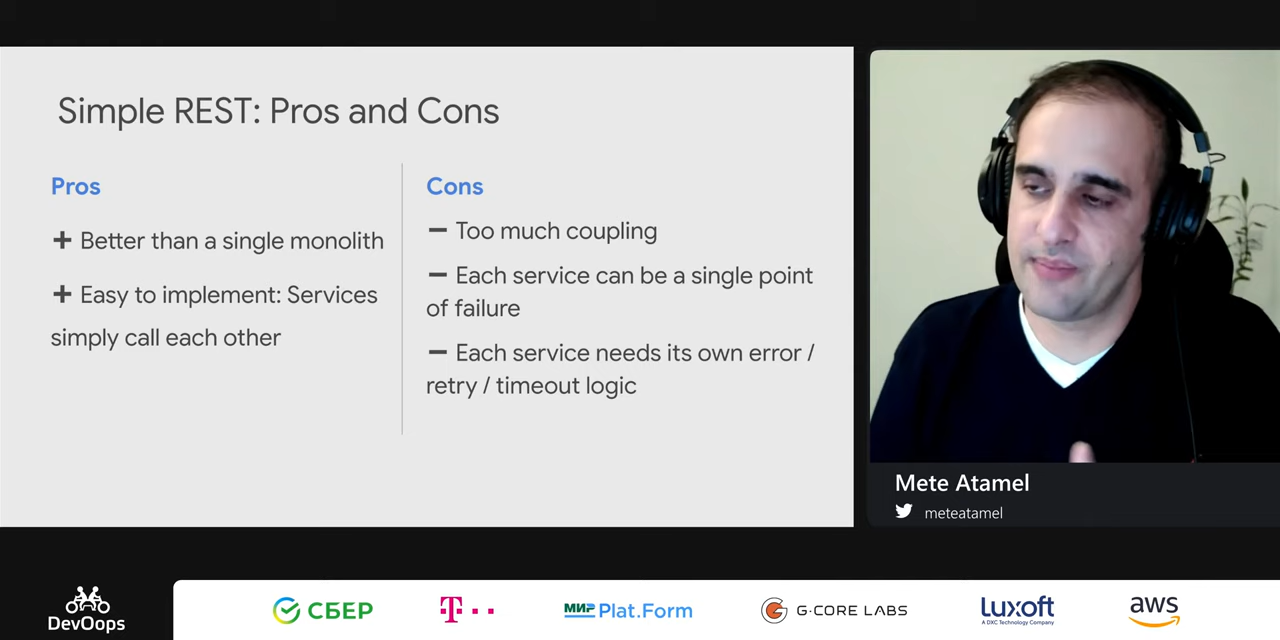 Simple REST: Pros and Cons
Pros
+ Better than a single monolith
+ Easy to implement: Services
simply call each other
Cons
− Too much coupling
− Each service can be a single point
of failure
− Each service needs its own error /
retry / timeout logic
Mete Atamel
meteatamel
DevOops
СБЕР
T
МИР Plat.Form
G·CORE LABS
Luxoft
A DXC Technology Company
aws